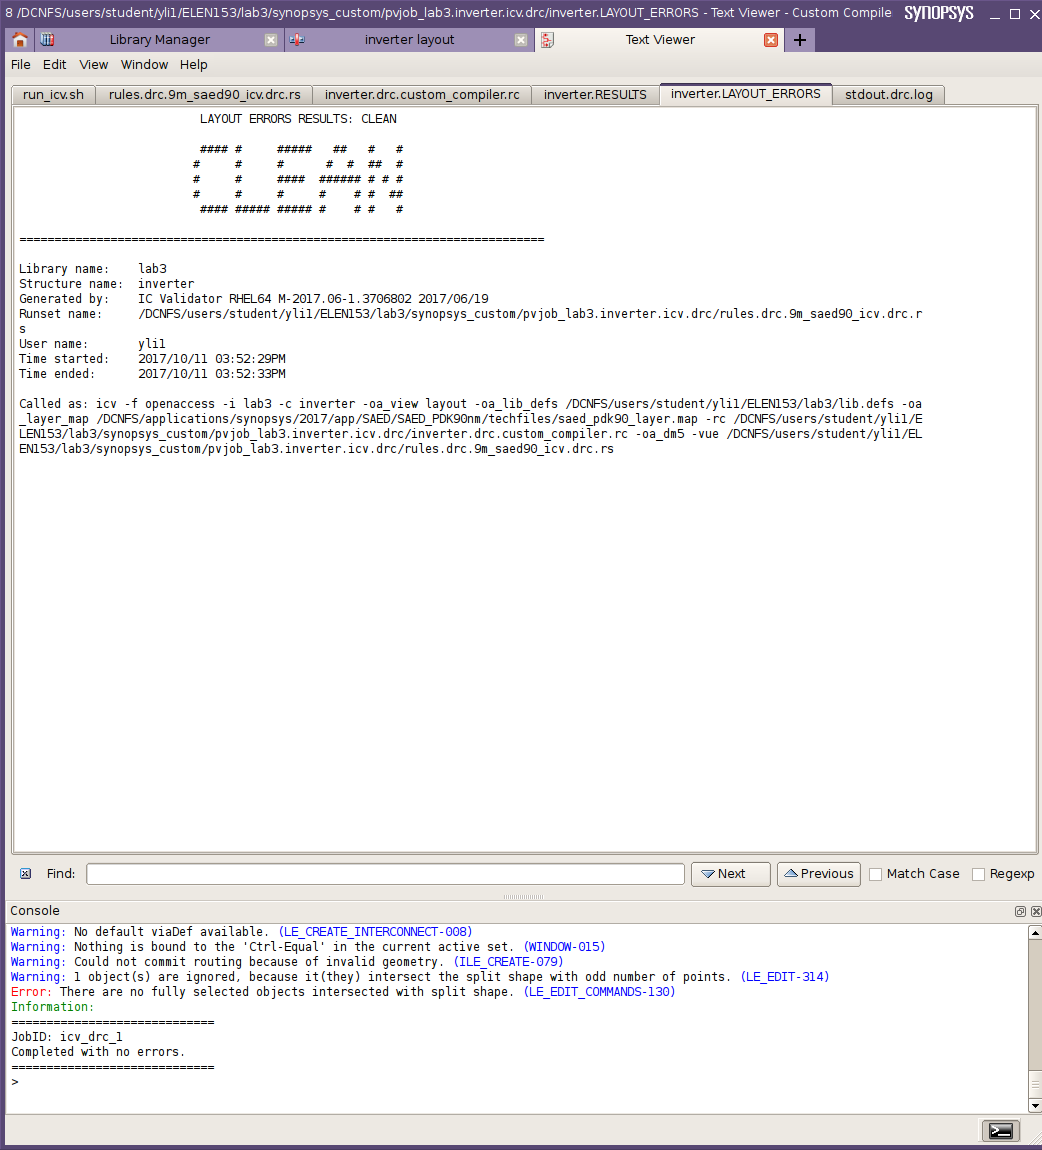 8 /DCNFS/users/student/yli1/ELEN153/lab3/synopsys_custom/pvjob_lab3.inverter.icv.drc/inverter.LAYOUT_ERRORS - Text Viewer - Custom Compile SYNOPSYS
Library Manager inverter layout Text Viewer
File Edit View Window Help
run_icv.sh rules.drc.9m_saed90_icv.drc.rs inverter.drc.custom_compiler.rc inverter.RESULTS inverter.LAYOUT_ERRORS stdout.drc.log
LAYOUT ERRORS RESULTS: CLEAN
#### #     #####   ##   #   #
#     #     #      #  #  ##  #
#     #     ####  ###### # # #
#     #     #     #    # #  ##
#### ##### ##### #    # #   #
===========================================================================
Library name: lab3
Structure name: inverter
Generated by: IC Validator RHEL64 M-2017.06-1.3706802 2017/06/19
Runset name: /DCNFS/users/student/yli1/ELEN153/lab3/synopsys_custom/pvjob_lab3.inverter.icv.drc/rules.drc.9m_saed90_icv.drc.r
s
User name: yli1
Time started: 2017/10/11 03:52:29PM
Time ended: 2017/10/11 03:52:33PM
Called as: icv -f openaccess -i lab3 -c inverter -oa_view layout -oa_lib_defs /DCNFS/users/student/yli1/ELEN153/lab3/lib.defs -oa
_layer_map /DCNFS/applications/synopsys/2017/app/SAED/SAED_PDK90nm/techfiles/saed_pdk90_layer.map -rc /DCNFS/users/student/yli1/E
LEN153/lab3/synopsys_custom/pvjob_lab3.inverter.icv.drc/inverter.drc.custom_compiler.rc -oa_dm5 -vue /DCNFS/users/student/yli1/EL
EN153/lab3/synopsys_custom/pvjob_lab3.inverter.icv.drc/rules.drc.9m_saed90_icv.drc.rs
Find: Next Previous Match Case Regexp
Console
Warning: No default viaDef available. (LE_CREATE_INTERCONNECT-008)
Warning: Nothing is bound to the 'Ctrl-Equal' in the current active set. (WINDOW-015)
Warning: Could not commit routing because of invalid geometry. (ILE_CREATE-079)
Warning: 1 object(s) are ignored, because it(they) intersect the split shape with odd number of points. (LE_EDIT-314)
Error: There are no fully selected objects intersected with split shape. (LE_EDIT_COMMANDS-130)
Information:
=============================
JobID: icv_drc_1
Completed with no errors.
=============================
>